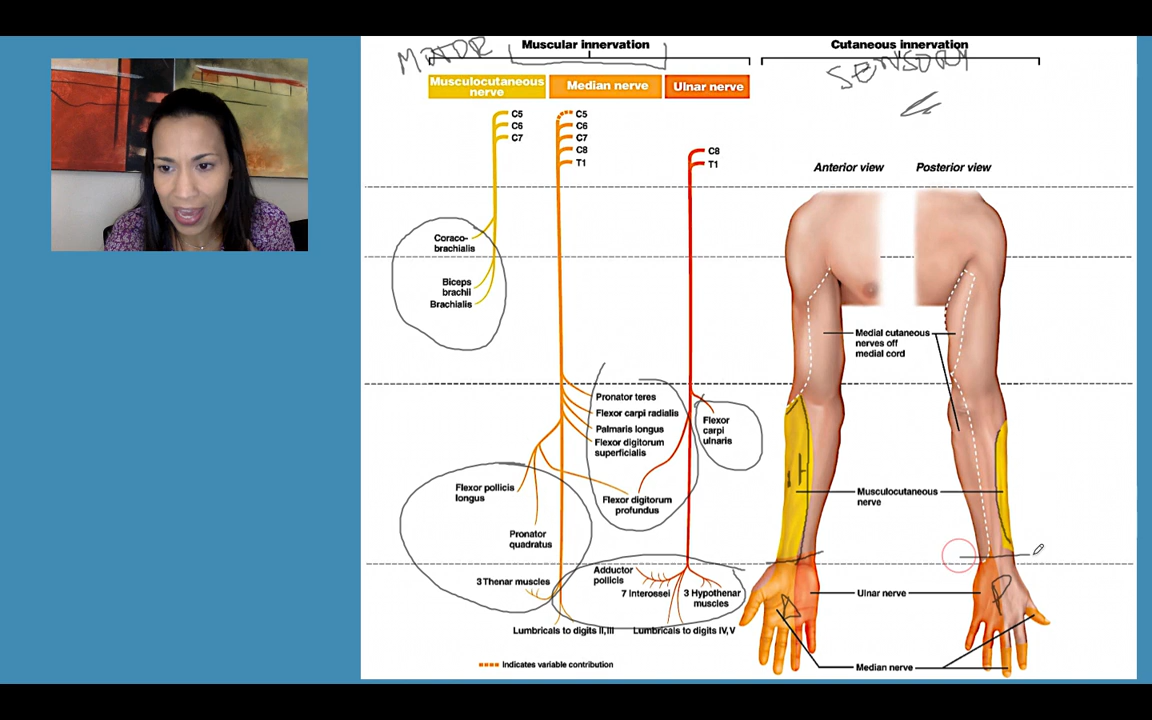 Muscular innervation
Cutaneous innervation
MOTOR
SENSORY
Musculocutaneous
nerve
Median nerve
Ulnar nerve
C5
C6
C7
C5
C6
C7
C8
T1
C8
T1
Anterior view
Posterior view
Coraco-
brachialis
Biceps
brachii
Brachialis
Medial cutaneous
nerves off
medial cord
Pronator teres
Flexor carpi radialis
Palmaris longus
Flexor digitorum
superficialis
Flexor
carpi
ulnaris
Flexor pollicis
longus
Flexor digitorum
profundus
Musculocutaneous
nerve
Pronator
quadratus
3 Thenar muscles
Adductor
pollicis
7 Interossei
3 Hypothenar
muscles
Ulnar nerve
P
Lumbricals to digits II, III
Lumbricals to digits IV, V
Indicates variable contribution
Median nerve